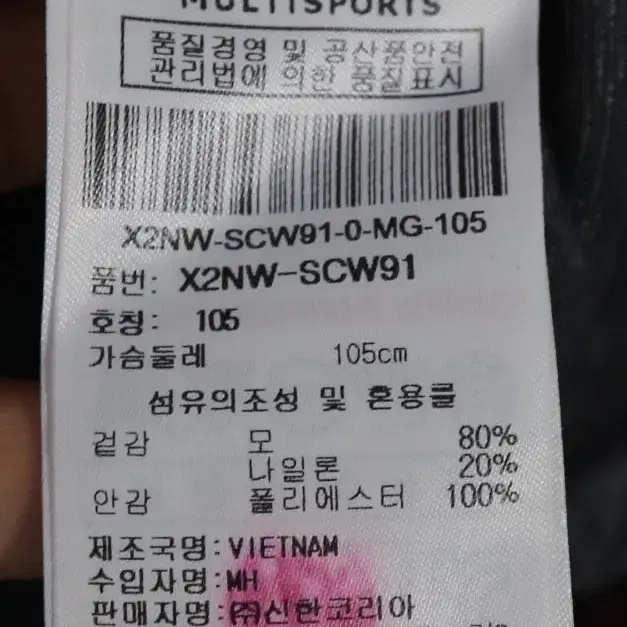 MULTISPORTS
품질경영 및 공산품안전
관리법에 의한 품질표시
X2NW-SCW91-0-MG-105
품번: X2NW-SCW91
호칭: 105
가슴둘레 105cm
섬유의조성 및 혼용률
겉감 모 80%
나일론 20%
안감 폴리에스터 100%
제조국명:VIETNAM
수입자명:MH
판매자명:㈜신한코리아